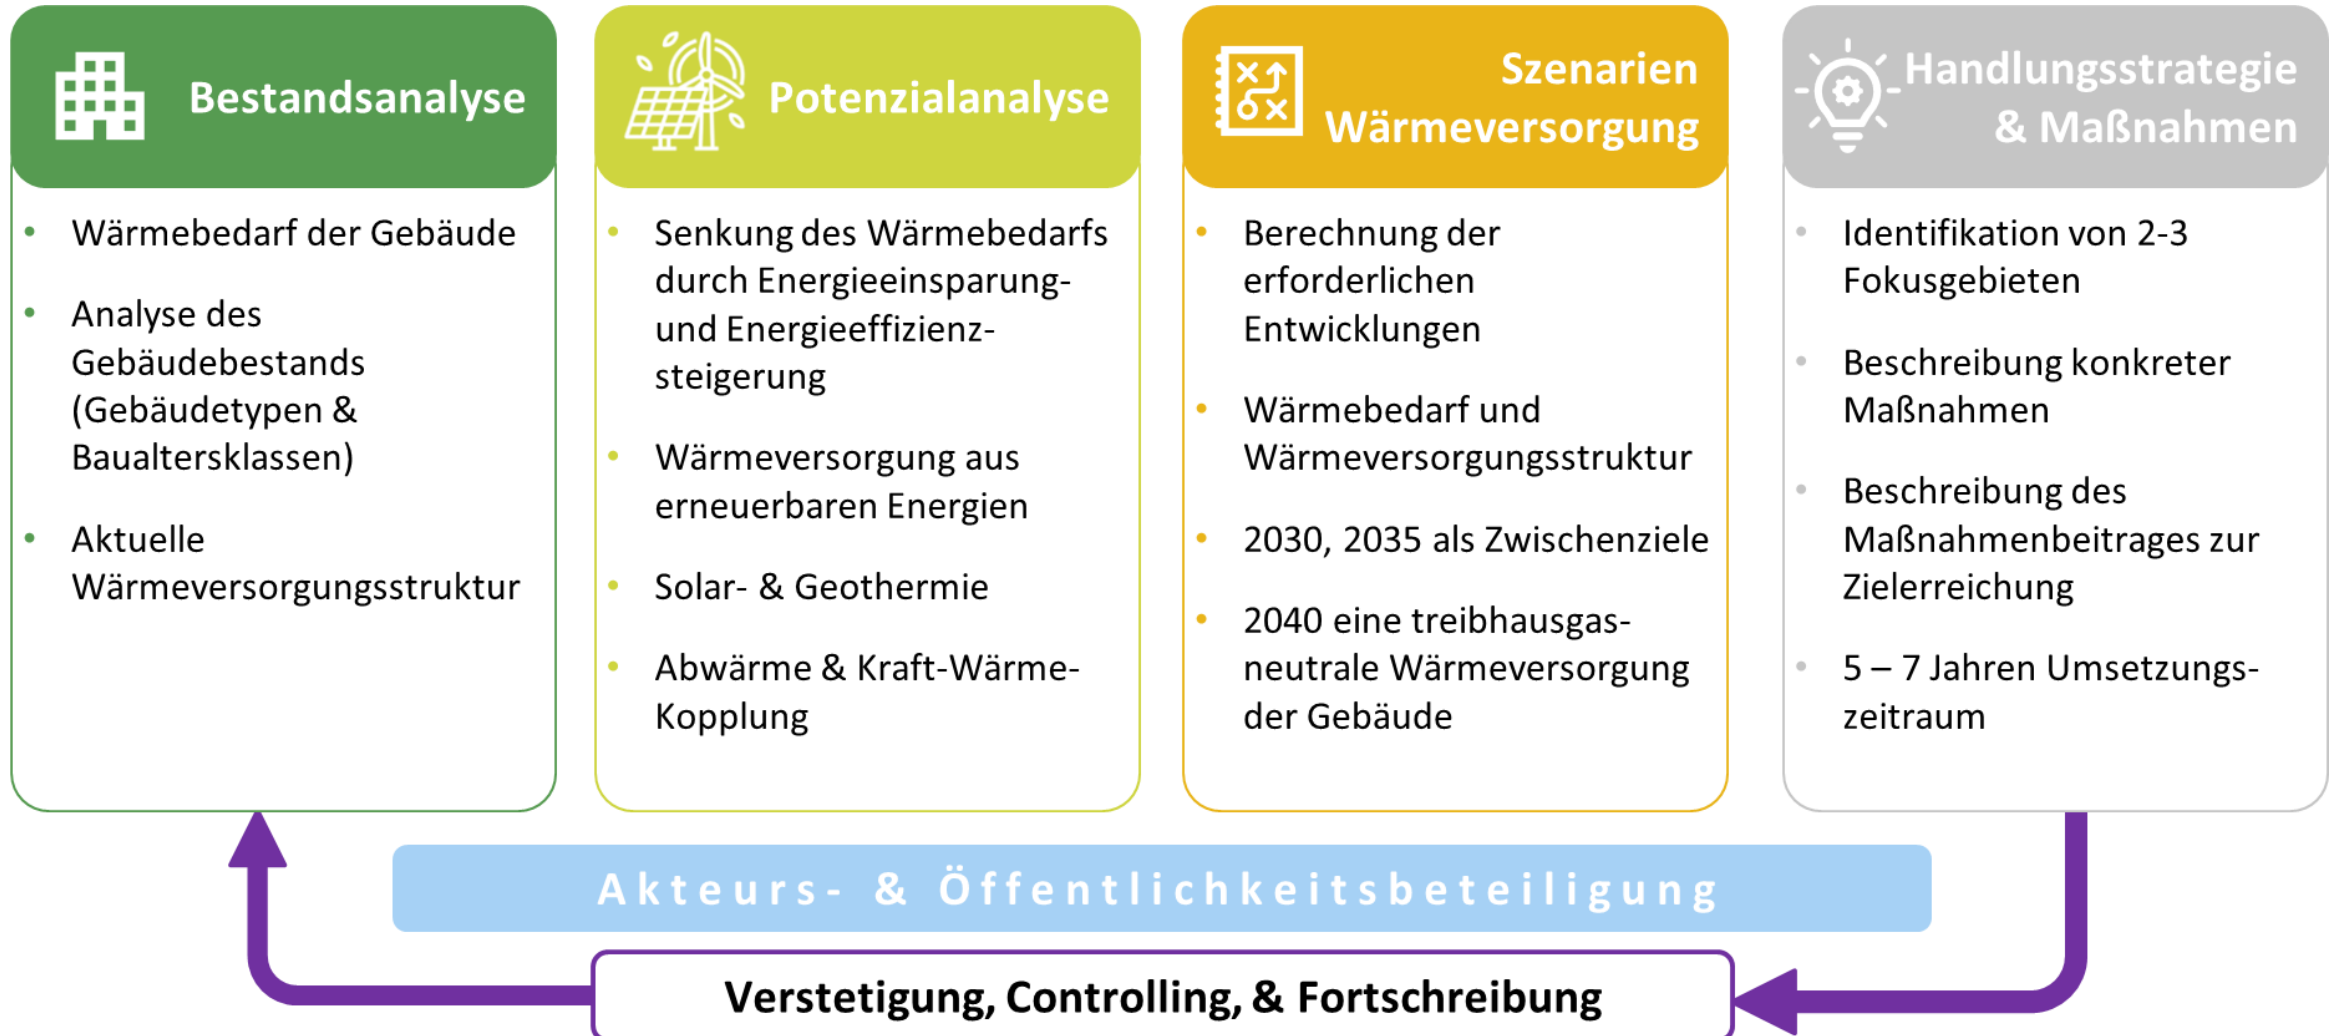 Bestandsanalyse
Wärmebedarf der Gebäude
Analyse des
Gebäudebestands
(Gebäudetypen &
Baualtersklassen)
Aktuelle
Wärmeversorgungsstruktur
Potenzialanalyse
Senkung des Wärmebedarfs
durch Energieeinsparung-
und Energieeffizienz-
steigerung
Wärmeversorgung aus
erneuerbaren Energien
Solar- & Geothermie
Abwärme & Kraft-Wärme-
Kopplung
Szenarien
Wärmeversorgung
Berechnung der
erforderlichen
Entwicklungen
Wärmebedarf und
Wärmeversorgungsstruktur
2030, 2035 als Zwischenziele
2040 eine treibhausgas-
neutrale Wärmeversorgung
der Gebäude
Handlungsstrategie
& Maßnahmen
Identifikation von 2-3
Fokusgebieten
Beschreibung konkreter
Maßnahmen
Beschreibung des
Maßnahmenbeitrages zur
Zielerreichung
5 – 7 Jahren Umsetzungs-
zeitraum
Akteurs- & Öffentlichkeitsbeteiligung
Verstetigung, Controlling, & Fortschreibung